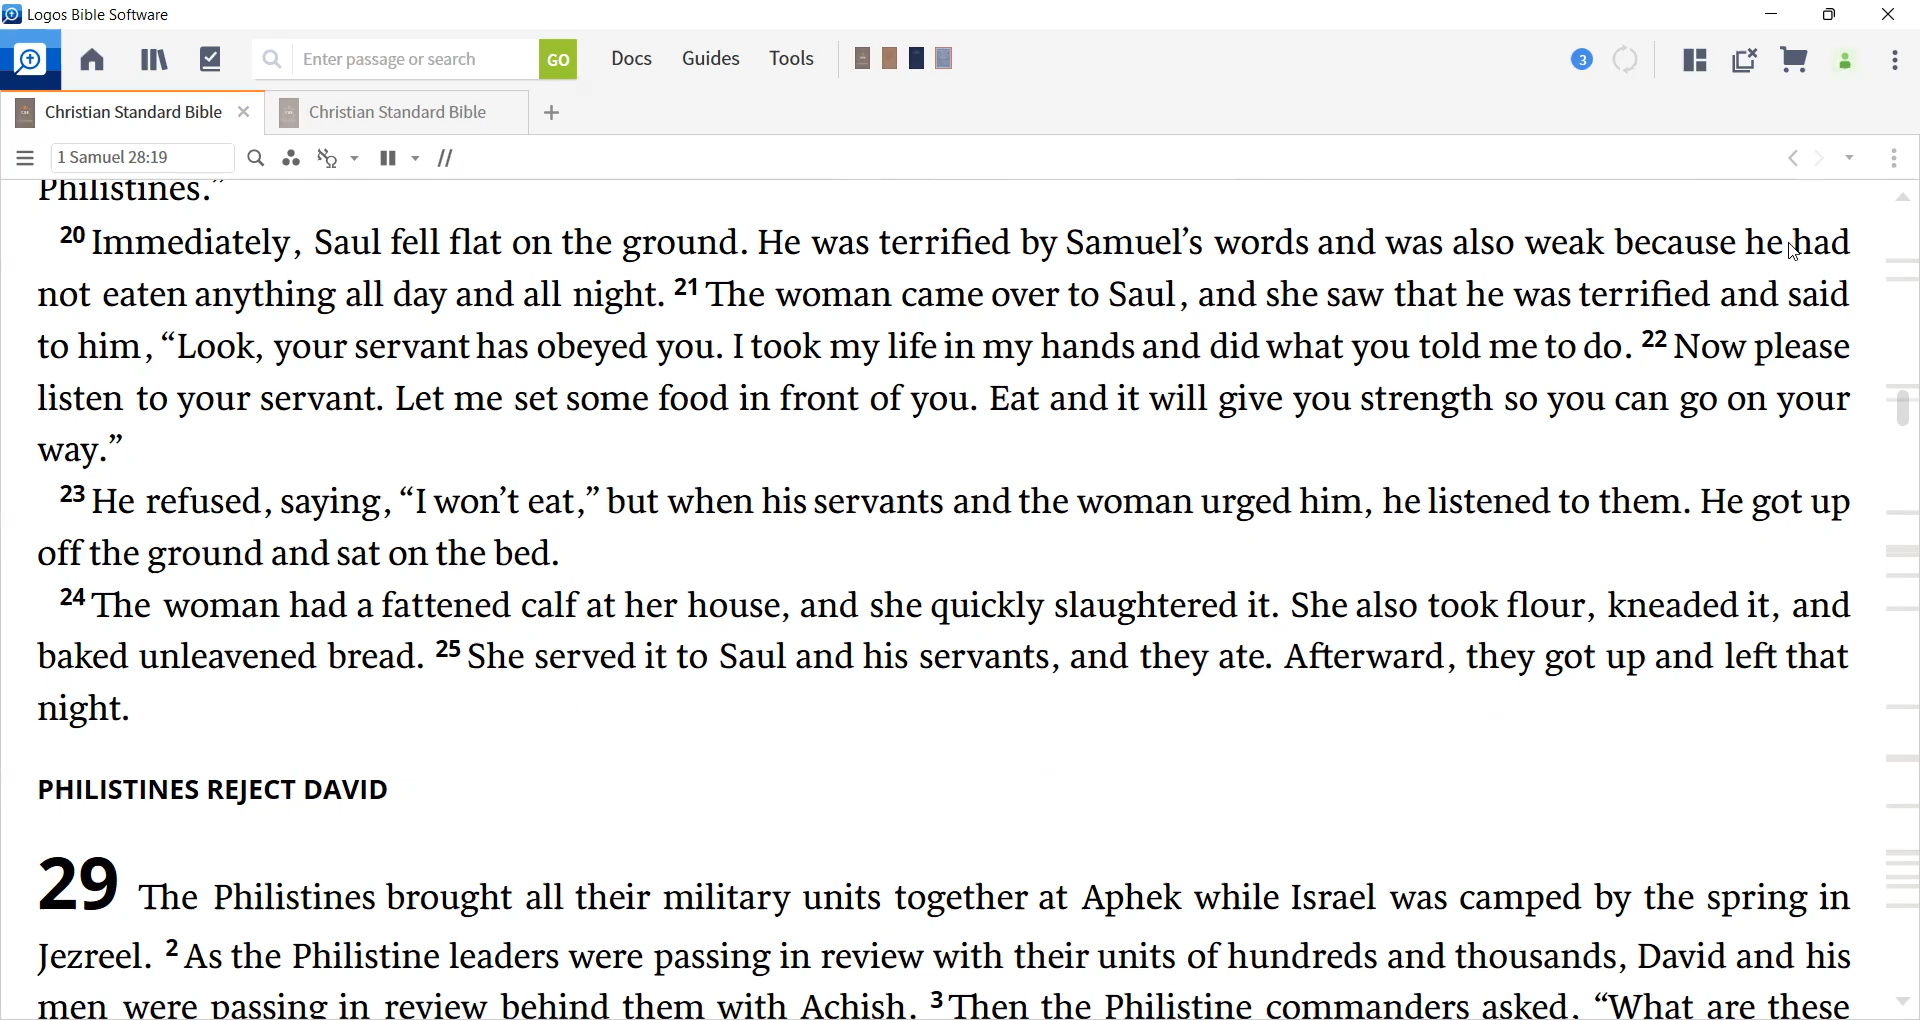 Logos Bible Software
Enter passage or search GO Docs Guides Tools 3
Christian Standard Bible Christian Standard Bible
1 Samuel 28:19
Philistines.”
20 Immediately, Saul fell flat on the ground. He was terrified by Samuel’s words and was also weak because he had
not eaten anything all day and all night. 21 The woman came over to Saul, and she saw that he was terrified and said
to him, “Look, your servant has obeyed you. I took my life in my hands and did what you told me to do. 22 Now please
listen to your servant. Let me set some food in front of you. Eat and it will give you strength so you can go on your
way.”
23 He refused, saying, “I won’t eat,” but when his servants and the woman urged him, he listened to them. He got up
off the ground and sat on the bed.
24 The woman had a fattened calf at her house, and she quickly slaughtered it. She also took flour, kneaded it, and
baked unleavened bread. 25 She served it to Saul and his servants, and they ate. Afterward, they got up and left that
night.
PHILISTINES REJECT DAVID
29 The Philistines brought all their military units together at Aphek while Israel was camped by the spring in
Jezreel. 2 As the Philistine leaders were passing in review with their units of hundreds and thousands, David and his
men were passing in review behind them with Achish. 3 Then the Philistine commanders asked, “What are these